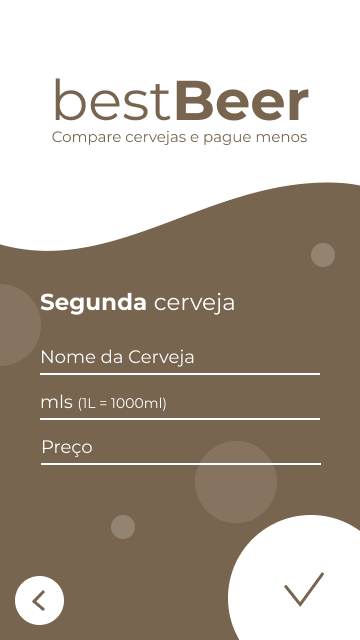 bestBeer
Compare cervejas e pague menos
Segunda cerveja
Nome da Cerveja
mls (1L = 1000ml)
Preço